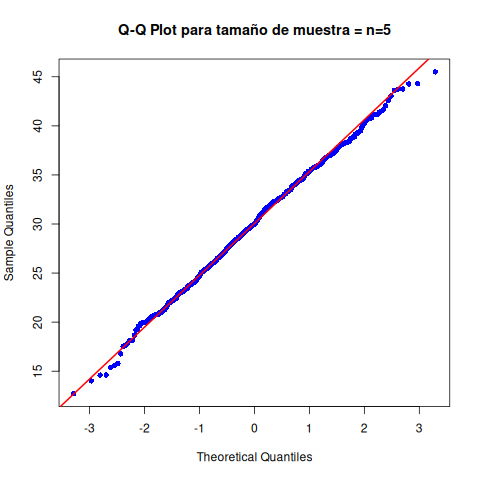 Q-Q Plot para tamaño de muestra = n=5
Sample Quantiles
45
40
35
30
25
20
15
-3 -2 -1 0 1 2 3
Theoretical Quantiles